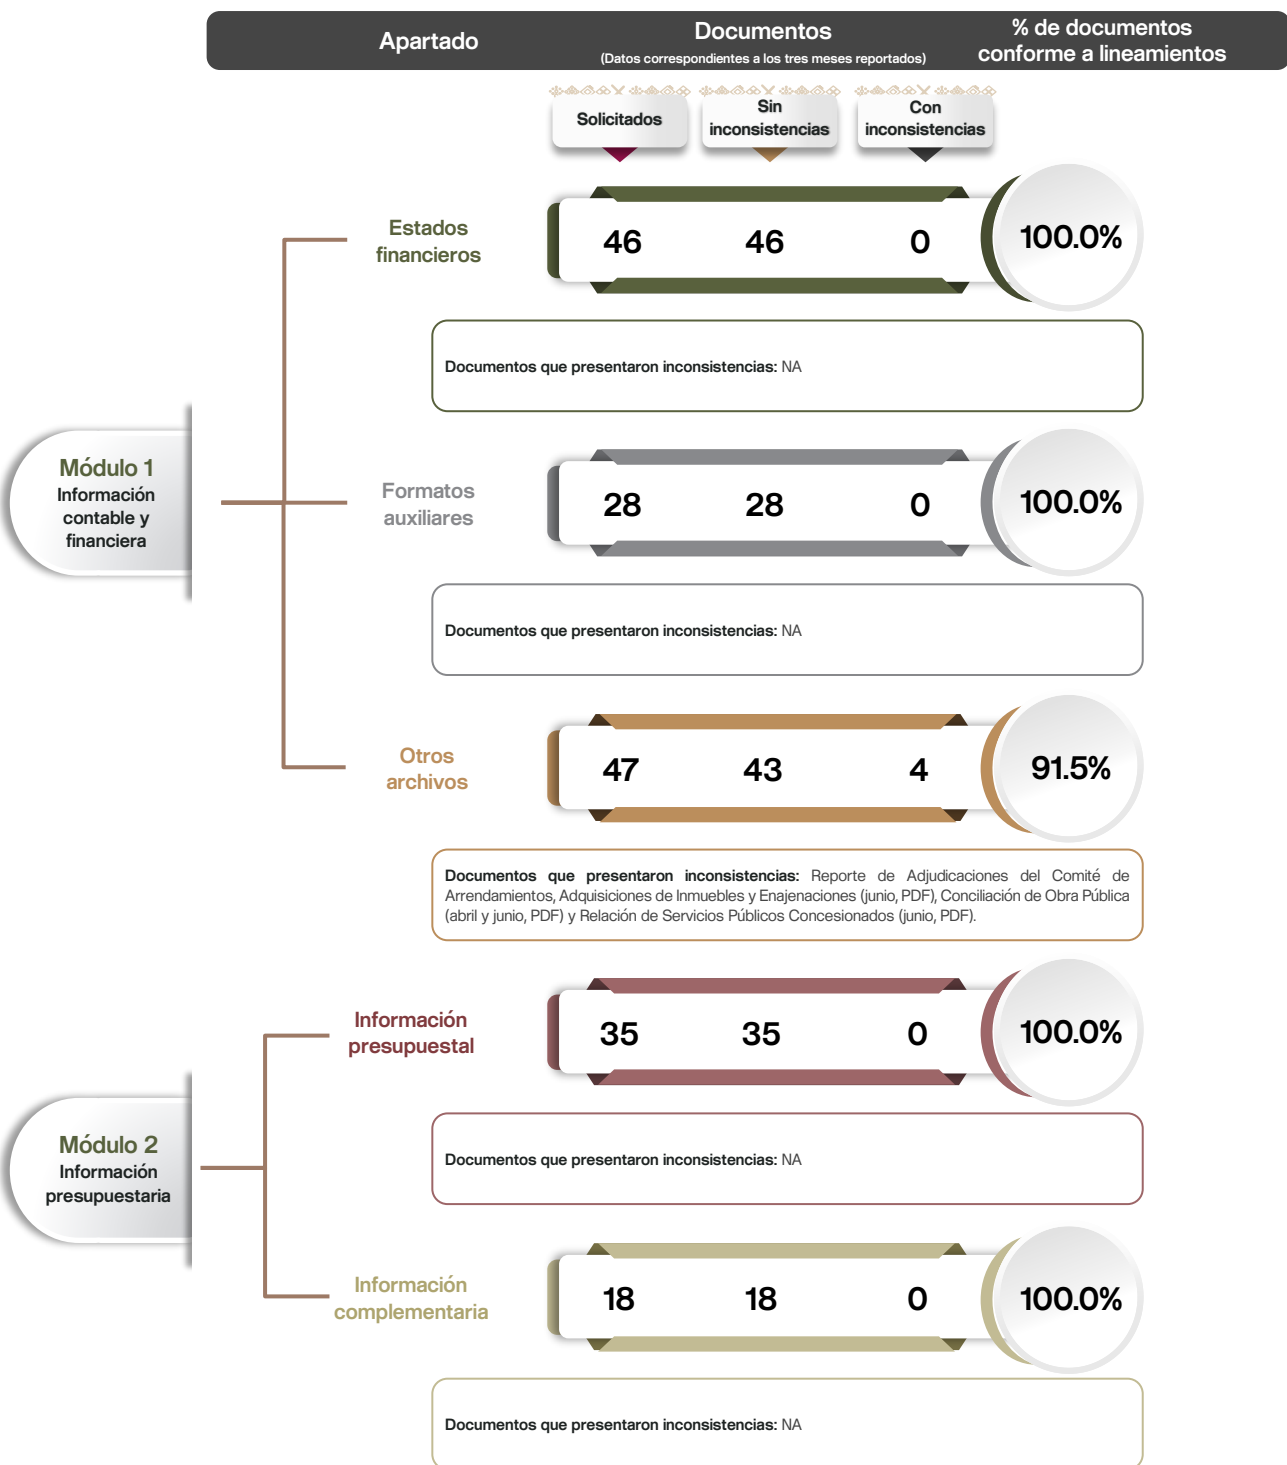 Apartado
Documentos
(Datos correspondientes a los tres meses reportados)
% de documentos
conforme a lineamientos
Solicitados
Sin
inconsistencias
Con
inconsistencias
Módulo 1
Información
contable y
financiera
Estados
financieros
46 46 0 100.0%
Documentos que presentaron inconsistencias: NA
Formatos
auxiliares
28 28 0 100.0%
Documentos que presentaron inconsistencias: NA
Otros
archivos
47 43 4 91.5%
Documentos que presentaron inconsistencias: Reporte de Adjudicaciones del Comité de
Arrendamientos, Adquisiciones de Inmuebles y Enajenaciones (junio, PDF), Conciliación de Obra Pública
(abril y junio, PDF) y Relación de Servicios Públicos Concesionados (junio, PDF).
Módulo 2
Información
presupuestaria
Información
presupuestal
35 35 0 100.0%
Documentos que presentaron inconsistencias: NA
Información
complementaria
18 18 0 100.0%
Documentos que presentaron inconsistencias: NA